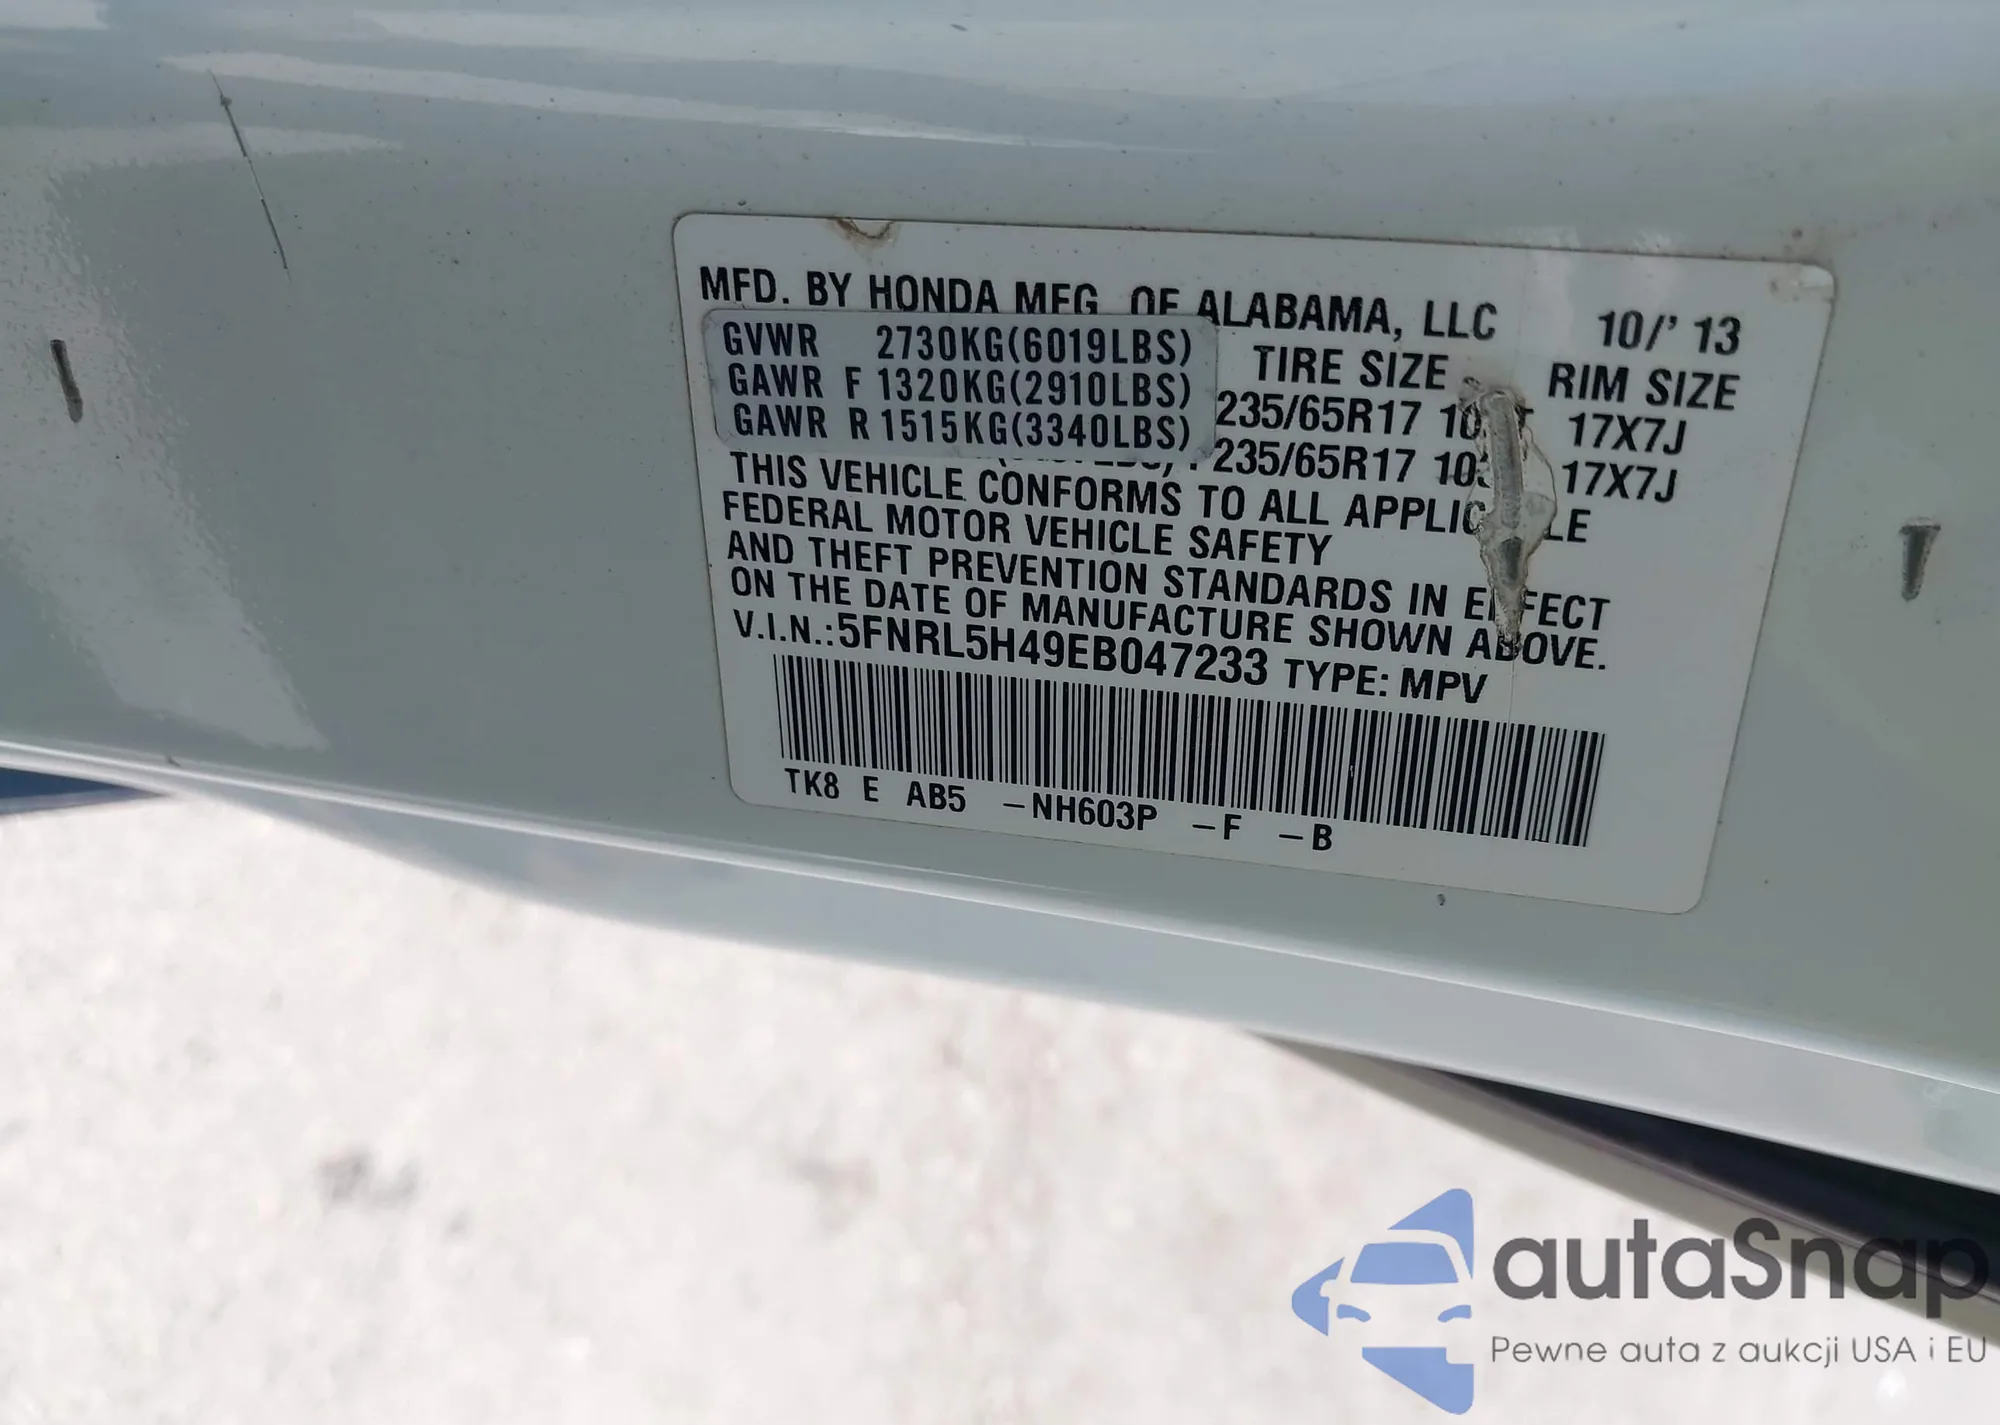 MFD. BY HONDA MFG. OF ALABAMA, LLC 10/' 13
GVWR 2730KG(6019LBS) TIRE SIZE RIM SIZE
GAWR F 1320KG(2910LBS) 235/65R17 17X7J
GAWR R 1515KG(3340LBS) 235/65R17 17X7J
THIS VEHICLE CONFORMS TO ALL APPLICABLE
FEDERAL MOTOR VEHICLE SAFETY
AND THEFT PREVENTION STANDARDS IN EFFECT
ON THE DATE OF MANUFACTURE SHOWN ABOVE.
V.I.N.:5FNRL5H49EB047233 TYPE: MPV
TK8 E AB5 –NH603P –F –B
autaSnap
Pewne auta z aukcji USA i EU